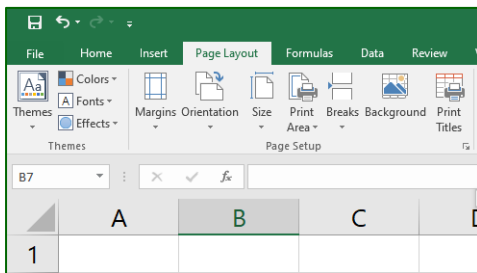 File Home Insert Page Layout Formulas Data Review
Aa Colors
A Fonts
Effects
Themes Margins Orientation Size Print Area Breaks Background Print Titles
Themes Page Setup
B7 fx
A B C
1